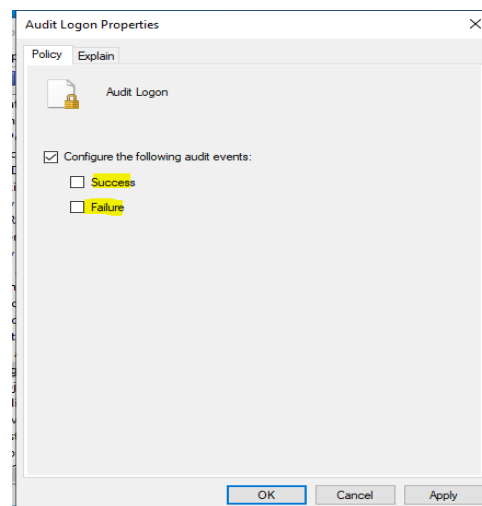 Audit Logon Properties
Policy Explain
Audit Logon
Configure the following audit events:
Success
Failure
OK Cancel Apply